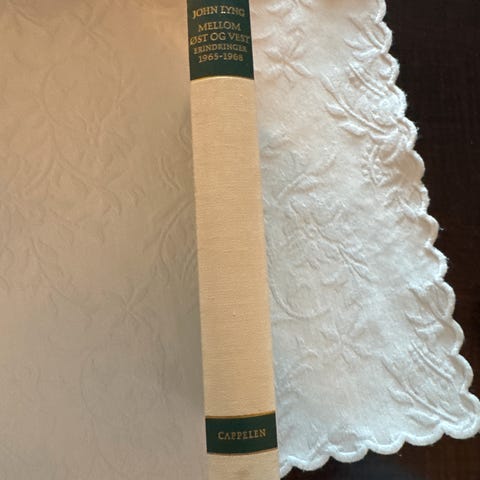 JOHN LYNG
MELLOM
ØST OG VEST
ERINDRINGER
1965-1968
CAPPELEN